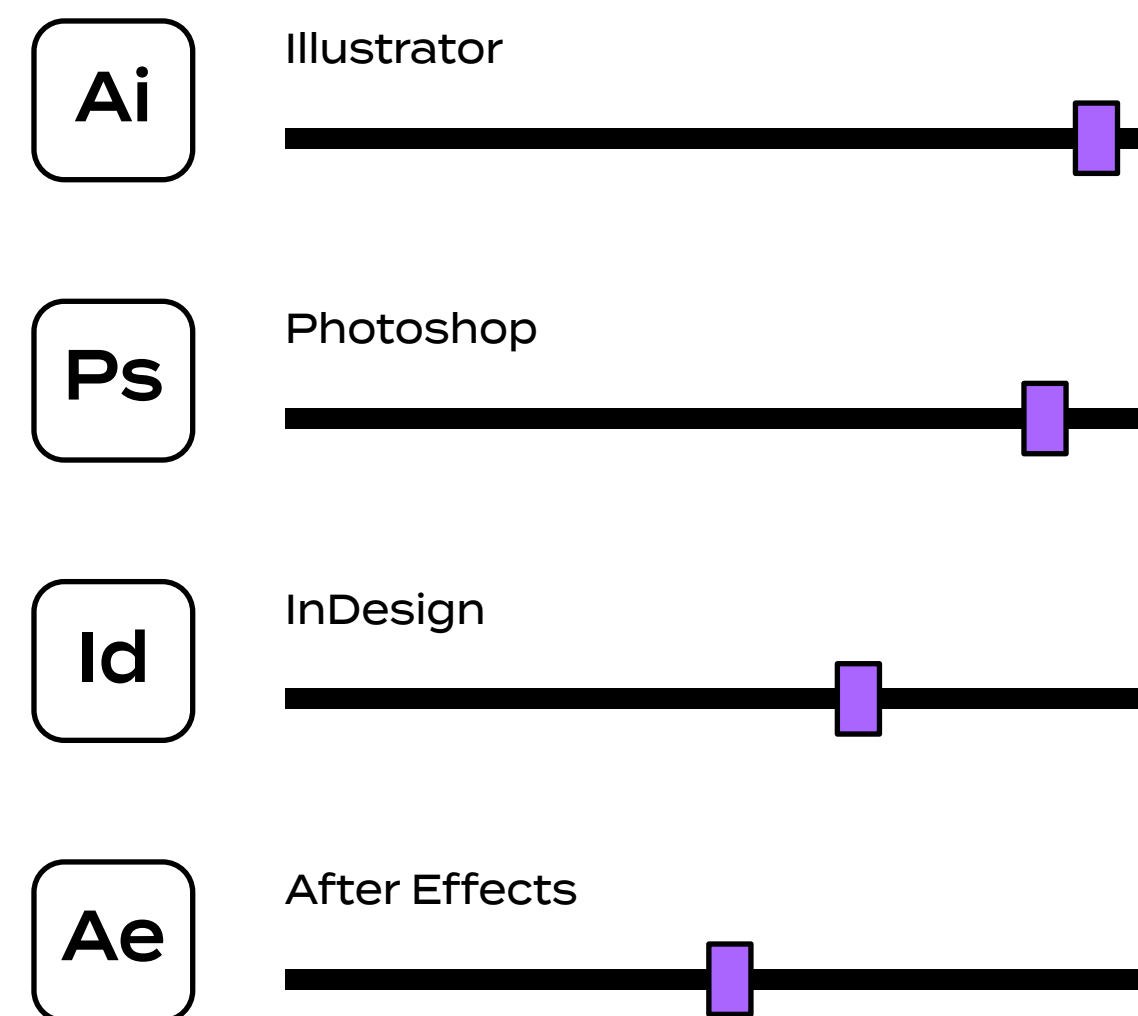 Ai
Illustrator
Ps
Photoshop
Id
InDesign
Ae
After Effects